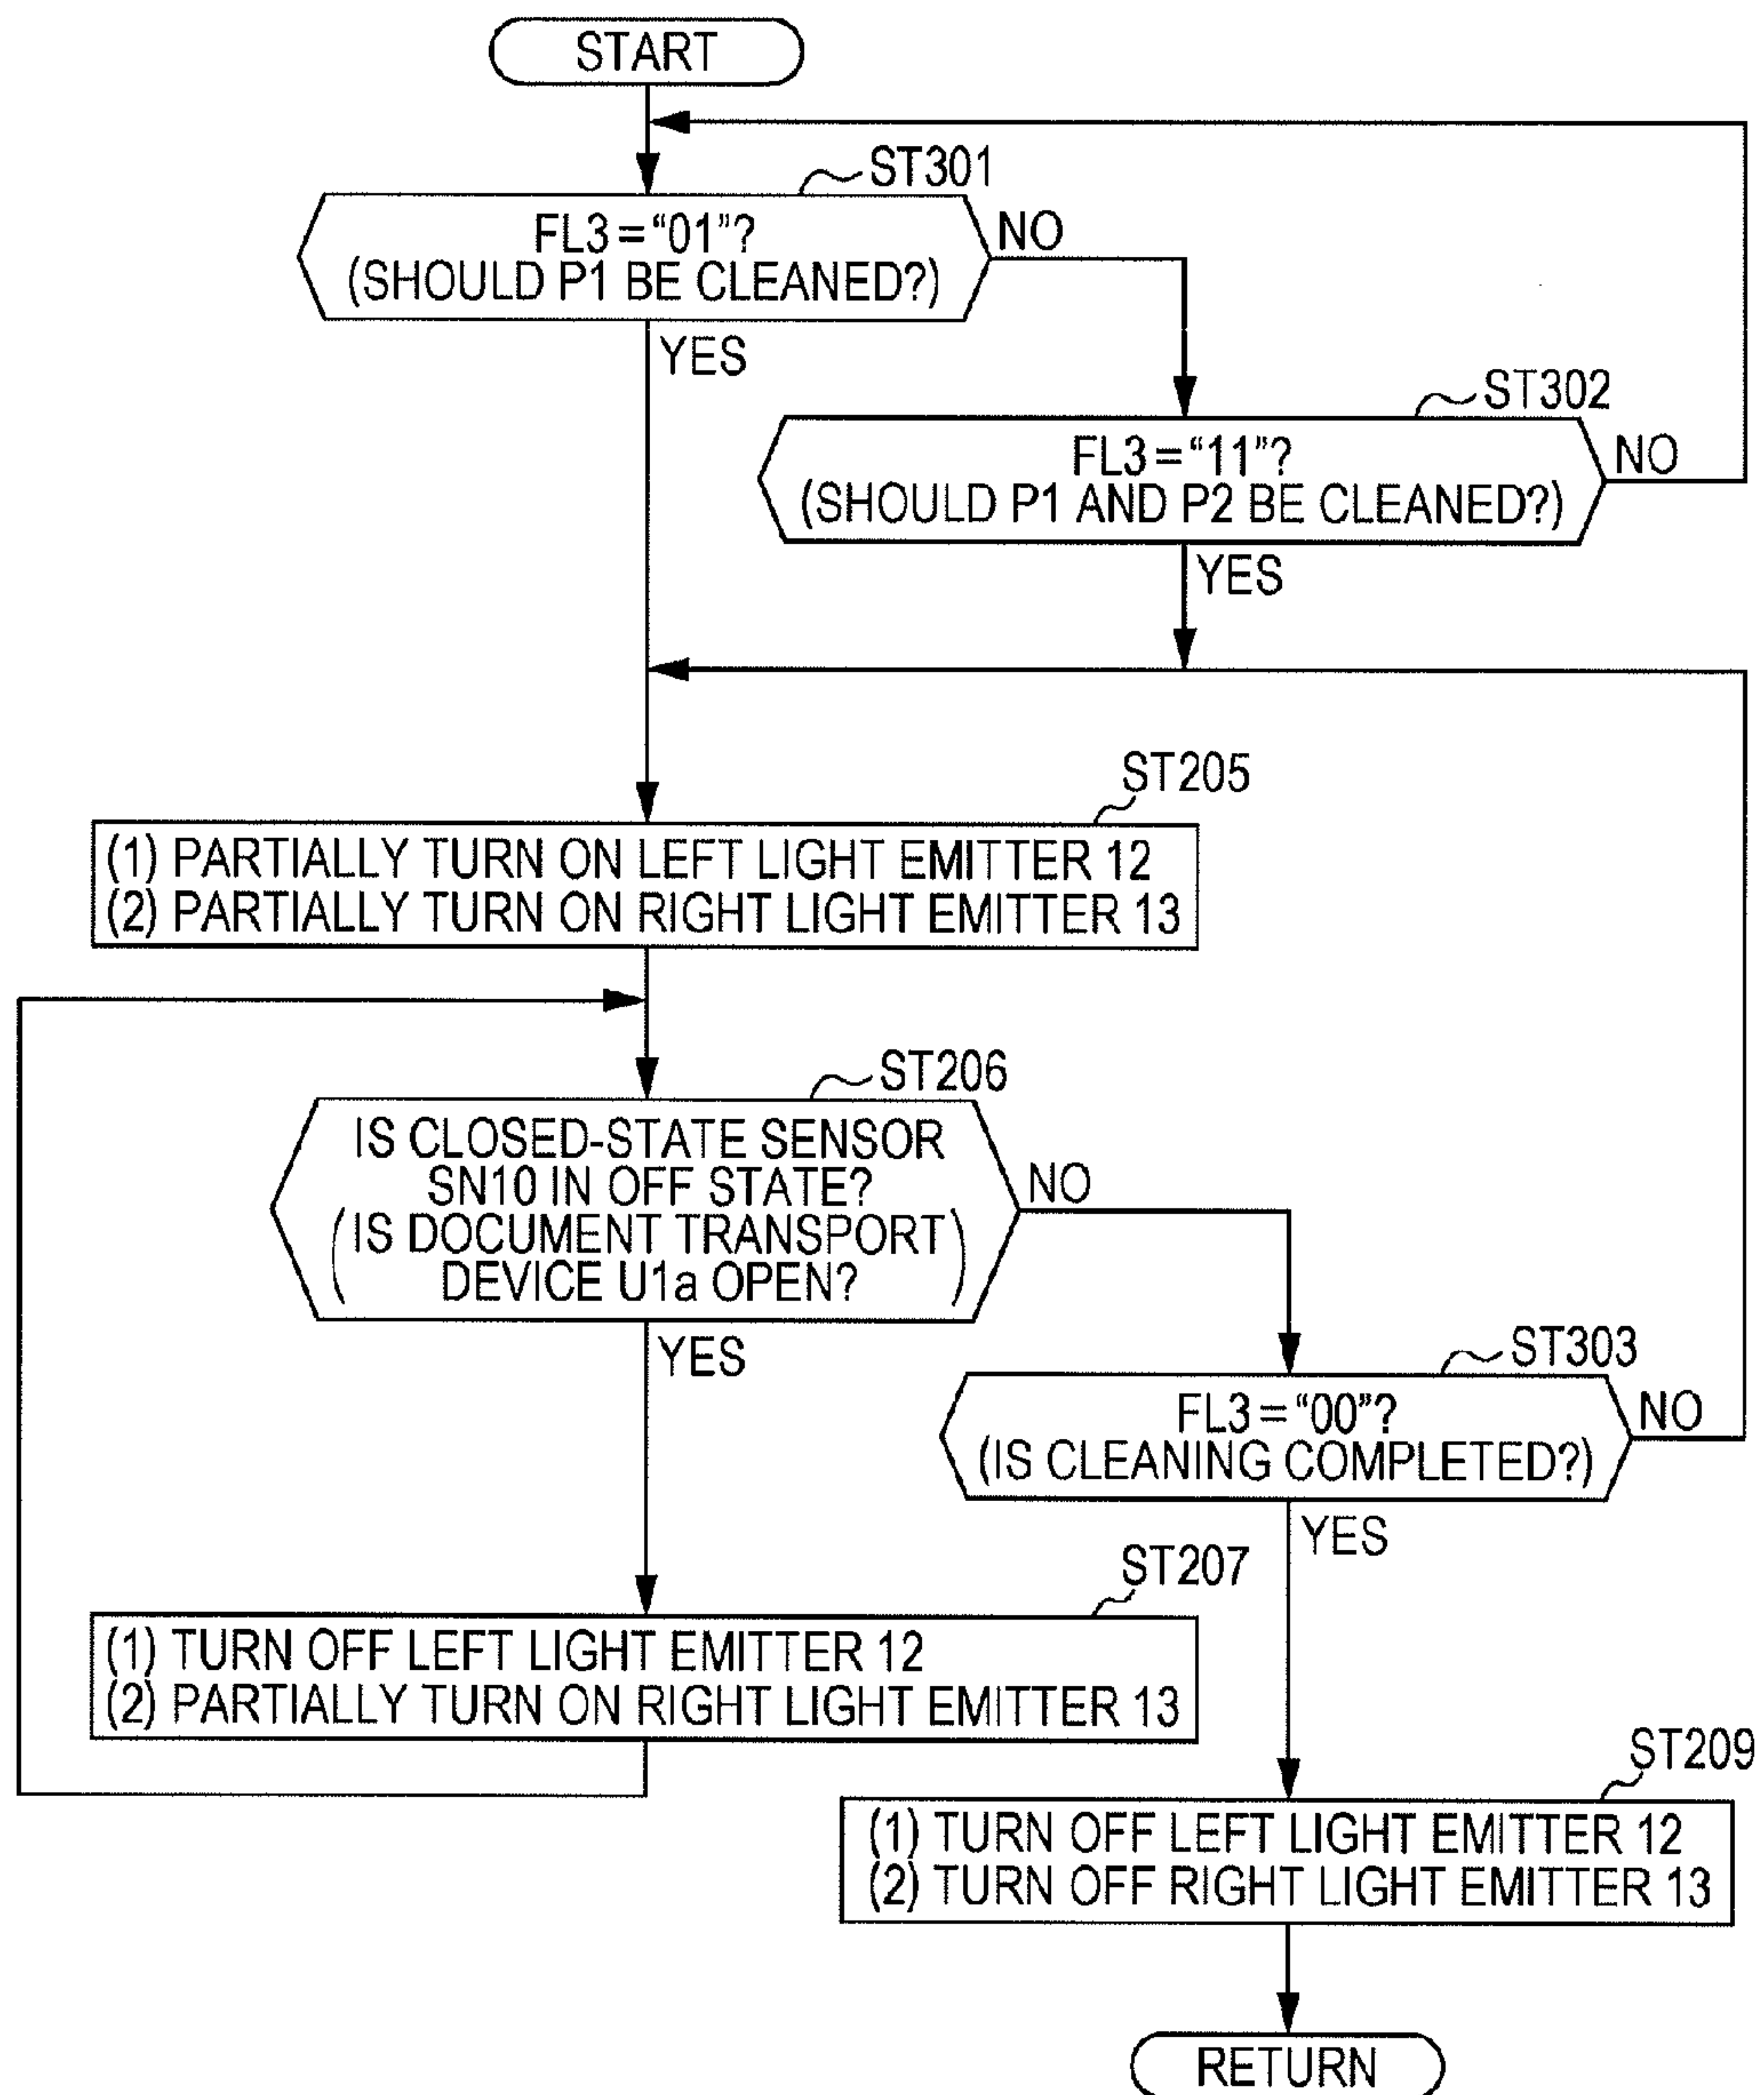 START
ST301
FL3 = “01”?
(SHOULD P1 BE CLEANED?)
NO
YES
ST302
FL3 = “11”?
(SHOULD P1 AND P2 BE CLEANED?)
NO
YES
ST205
(1) PARTIALLY TURN ON LEFT LIGHT EMITTER 12
(2) PARTIALLY TURN ON RIGHT LIGHT EMITTER 13
ST206
IS CLOSED-STATE SENSOR
SN10 IN OFF STATE?
(IS DOCUMENT TRANSPORT
DEVICE U1a OPEN?)
NO
YES
ST303
FL3 = “00”?
(IS CLEANING COMPLETED?)
NO
YES
ST207
(1) TURN OFF LEFT LIGHT EMITTER 12
(2) PARTIALLY TURN ON RIGHT LIGHT EMITTER 13
ST209
(1) TURN OFF LEFT LIGHT EMITTER 12
(2) TURN OFF RIGHT LIGHT EMITTER 13
RETURN